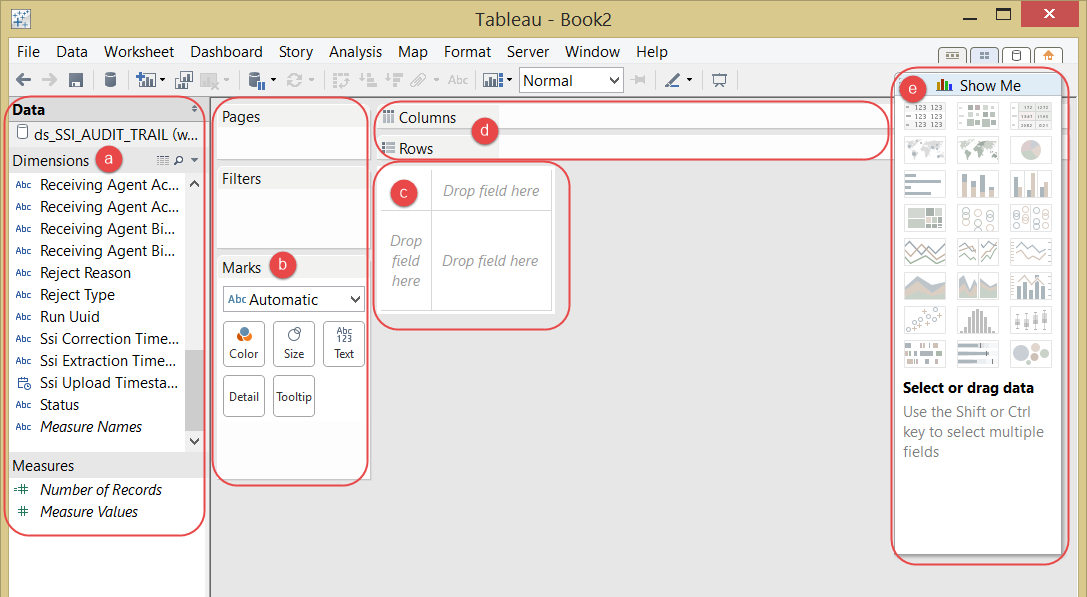 Tableau - Book2
File Data Worksheet Dashboard Story Analysis Map Format Server Window Help
Abc Normal
Data
ds_SSI_AUDIT_TRAIL (w...
Dimensions a
Abc Receiving Agent Ac...
Abc Receiving Agent Ac...
Abc Receiving Agent Bi...
Abc Receiving Agent Bi...
Abc Reject Reason
Abc Reject Type
Abc Run Uuid
Abc Ssi Correction Time...
Abc Ssi Extraction Time...
Ssi Upload Timesta...
Abc Status
Abc Measure Names
Measures
Number of Records
Measure Values
Pages
Filters
Marks b
Abc Automatic
Color Size Abc 123 Text
Detail Tooltip
Columns
d
Rows
c Drop field here
Drop field here
Drop field here
e Show Me
Select or drag data
Use the Shift or Ctrl
key to select multiple
fields